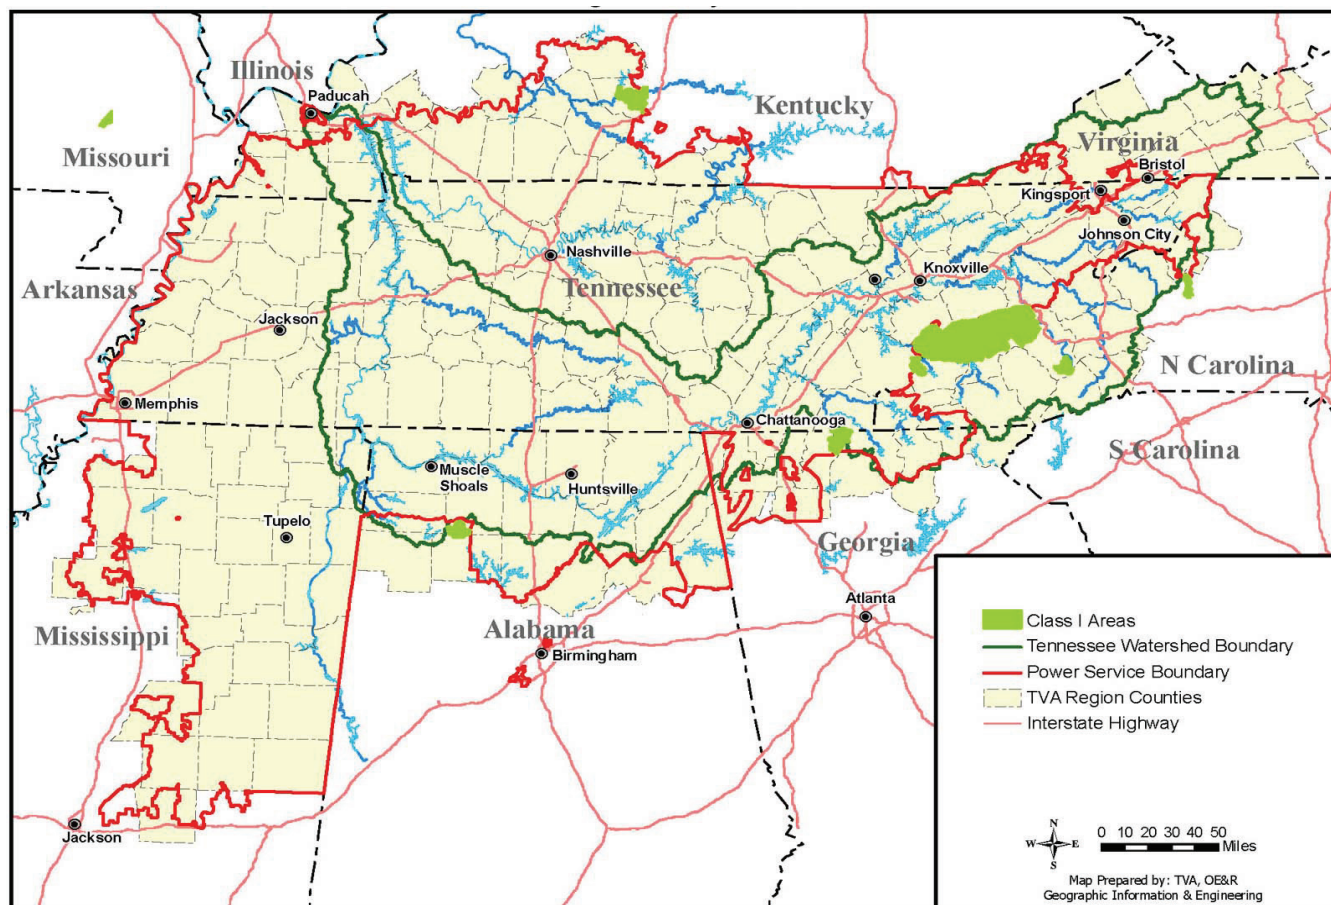 Illinois
Paducah
Kentucky
Missouri
Virginia
Bristol
Kingsport
Johnson City
Nashville
Knoxville
Arkansas
Tennessee
Jackson
N Carolina
Memphis
Chattanooga
S Carolina
Muscle
Shoals
Huntsville
Tupelo
Georgia
Atlanta
Mississippi
Alabama
Birmingham
Jackson
Class I Areas
Tennessee Watershed Boundary
Power Service Boundary
TVA Region Counties
Interstate Highway
N
W E
S
0 10 20 30 40 50
Miles
Map Prepared by: TVA, OE&R
Geographic Information & Engineering